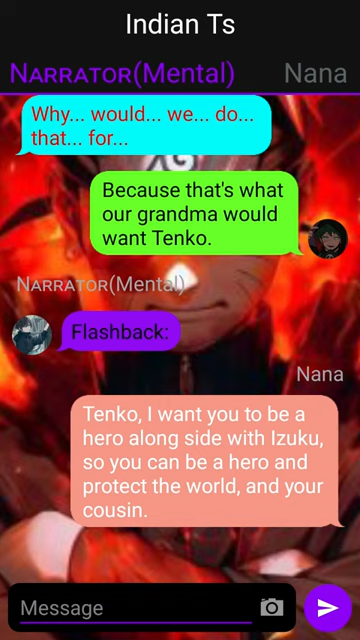 Indian Ts
Narrator(Mental) Nana
Why... would... we... do...
that... for...
Because that's what
our grandma would
want Tenko.
Narrator(Mental)
Flashback:
Nana
Tenko, I want you to be a
hero along side with Izuku,
so you can be a hero and
protect the world, and your
cousin.
Message